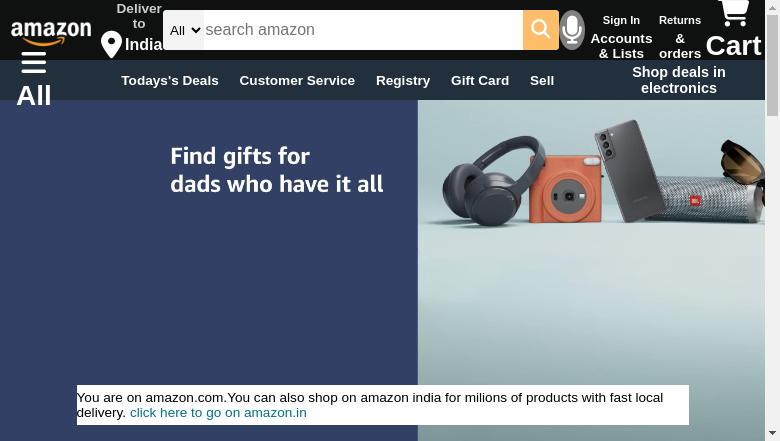 amazon
Deliver to
India
All
search amazon
Sign In
Accounts & Lists
Returns
& orders
Cart
All
Todays's Deals
Customer Service
Registry
Gift Card
Sell
Shop deals in
electronics
Find gifts for
dads who have it all
JBL
You are on amazon.com.You can also shop on amazon india for milions of products with fast local
delivery. click here to go on amazon.in